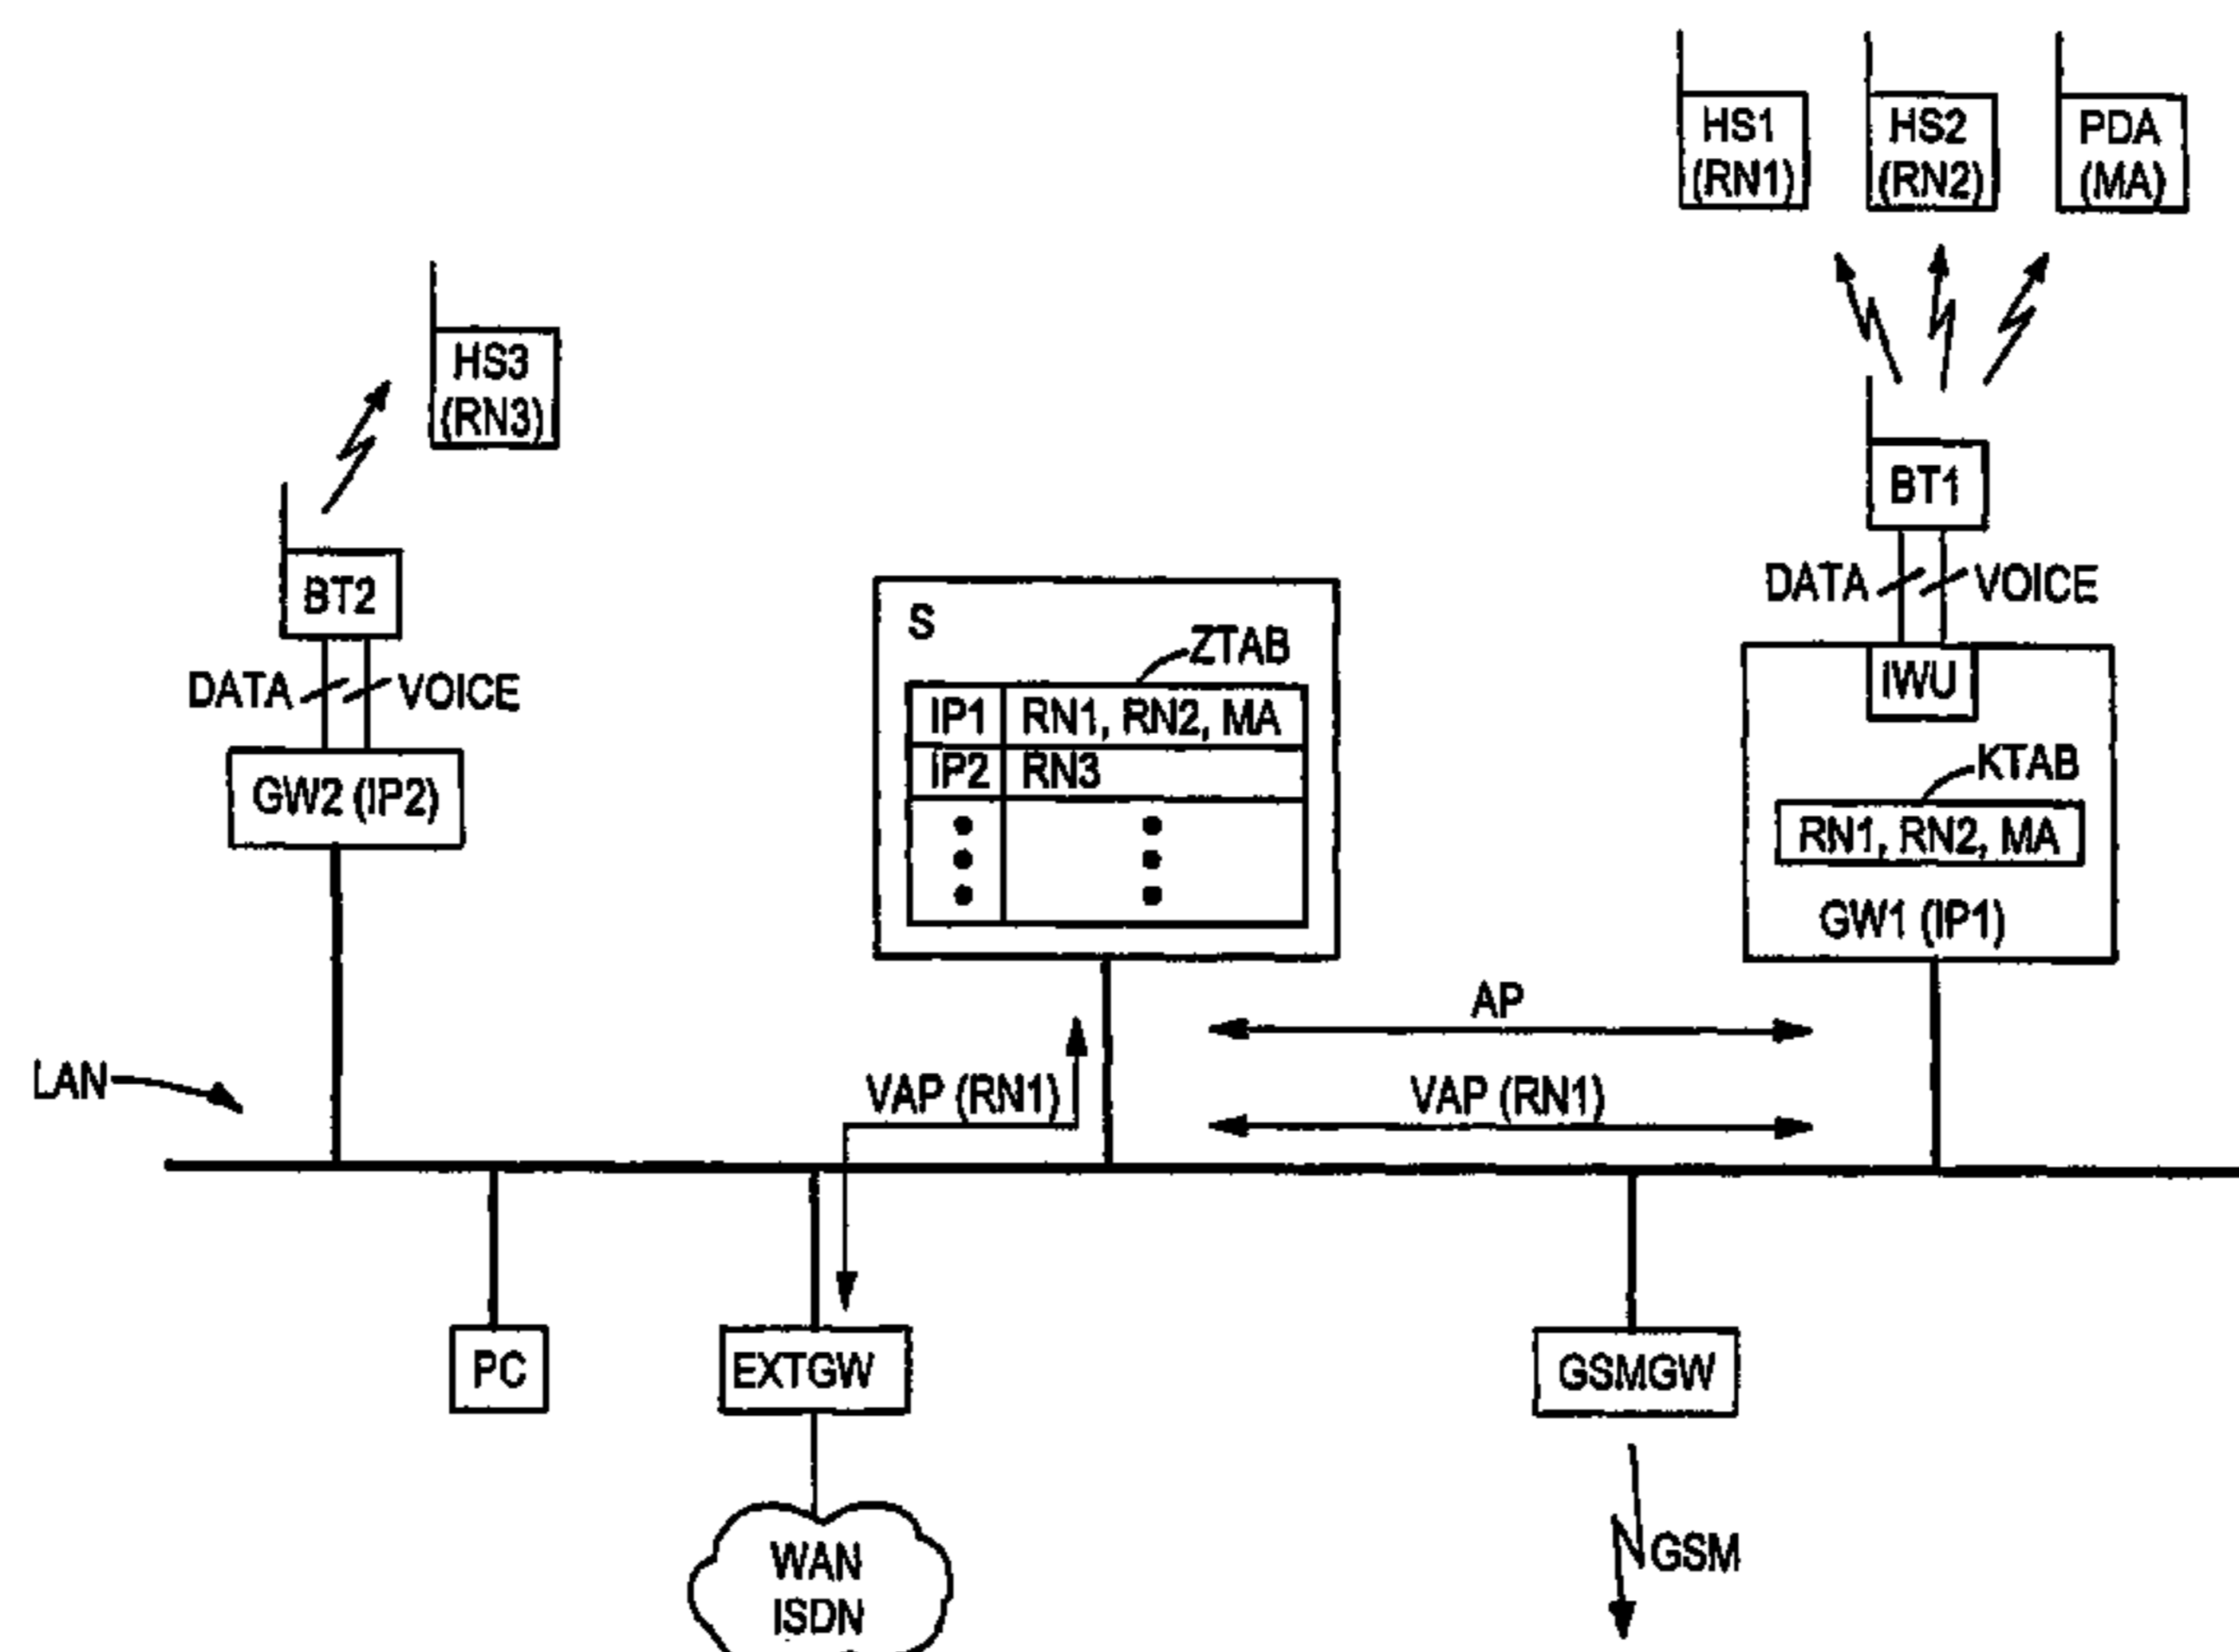 HS1
(RN1)
HS2
(RN2)
PDA
(MA)
HS3
(RN3)
BT1
DATA
VOICE
BT2
DATA
VOICE
GW2 (IP2)
S
ZTAB
IP1 RN1, RN2, MA
IP2 RN3
IWU
KTAB
RN1, RN2, MA
GW1 (IP1)
AP
LAN
VAP (RN1)
VAP (RN1)
PC
EXTGW
GSMGW
WAN
ISDN
GSM